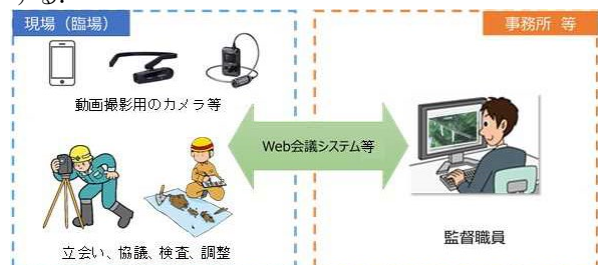 する.
現場（臨場）
事務所 等
動画撮影用のカメラ等
Web会議システム等
監督職員
立会い、協議、検査、調整